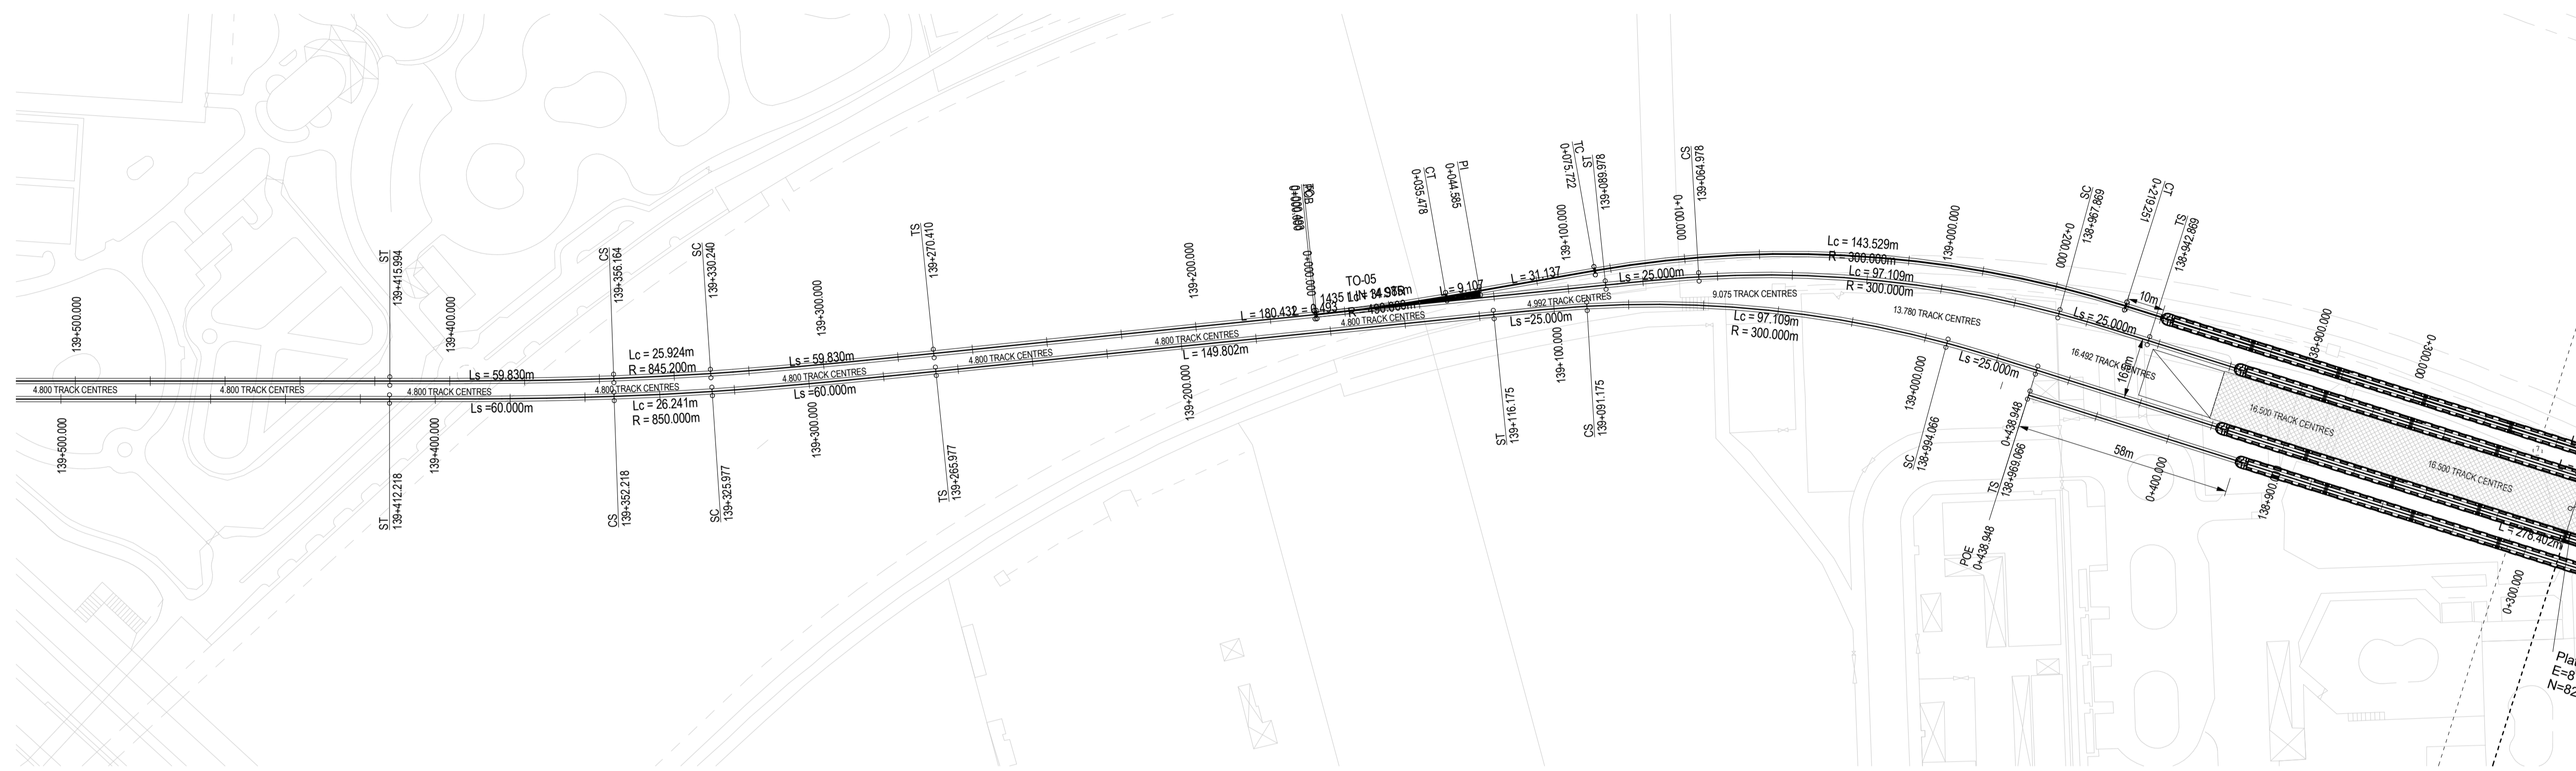 ST
139+415.994
CS
139+356.164
SC
139+330.240
TS
139+270.410
139+500.000
139+400.000
139+300.000
139+200.000
0+000.000
CT
0+035.478
PI
0+044.585
TC
0+075.722
ST
139+089.978
139+100.000
CS
139+064.978
0+100.000
139+000.000
0+200.000
SC
138+967.869
CT
0+219.251
ST
138+942.869
138+900.000
0+300.000
4.800 TRACK CENTRES
4.800 TRACK CENTRES
4.800 TRACK CENTRES
4.800 TRACK CENTRES
4.800 TRACK CENTRES
4.800 TRACK CENTRES
4.800 TRACK CENTRES
4.800 TRACK CENTRES
4.992 TRACK CENTRES
9.075 TRACK CENTRES
13.780 TRACK CENTRES
16.492 TRACK CENTRES
16.500 TRACK CENTRES
16.500 TRACK CENTRES
Ls = 59.830m
Lc = 25.924m
R = 845.200m
Ls = 59.830m
L = 180.432
TO-05
L = 9.107
L = 31.137
Ls = 25.000m
Lc = 143.529m
R = 300.000m
Lc = 97.109m
R = 300.000m
Ls = 25.000m
10m
Ls =60.000m
Lc = 26.241m
R = 850.000m
Ls =60.000m
L = 149.802m
Ls =25.000m
Lc = 97.109m
R = 300.000m
Ls =25.000m
58m
L = 278.402m
139+500.000
139+400.000
139+300.000
139+200.000
139+100.000
139+000.000
ST
139+412.218
CS
139+352.218
SC
139+325.977
TS
139+265.977
ST
139+116.175
CS
139+091.175
SC
138+994.066
TS
138+969.066
0+438.948
POE
0+438.948
0+400.000
0+300.000